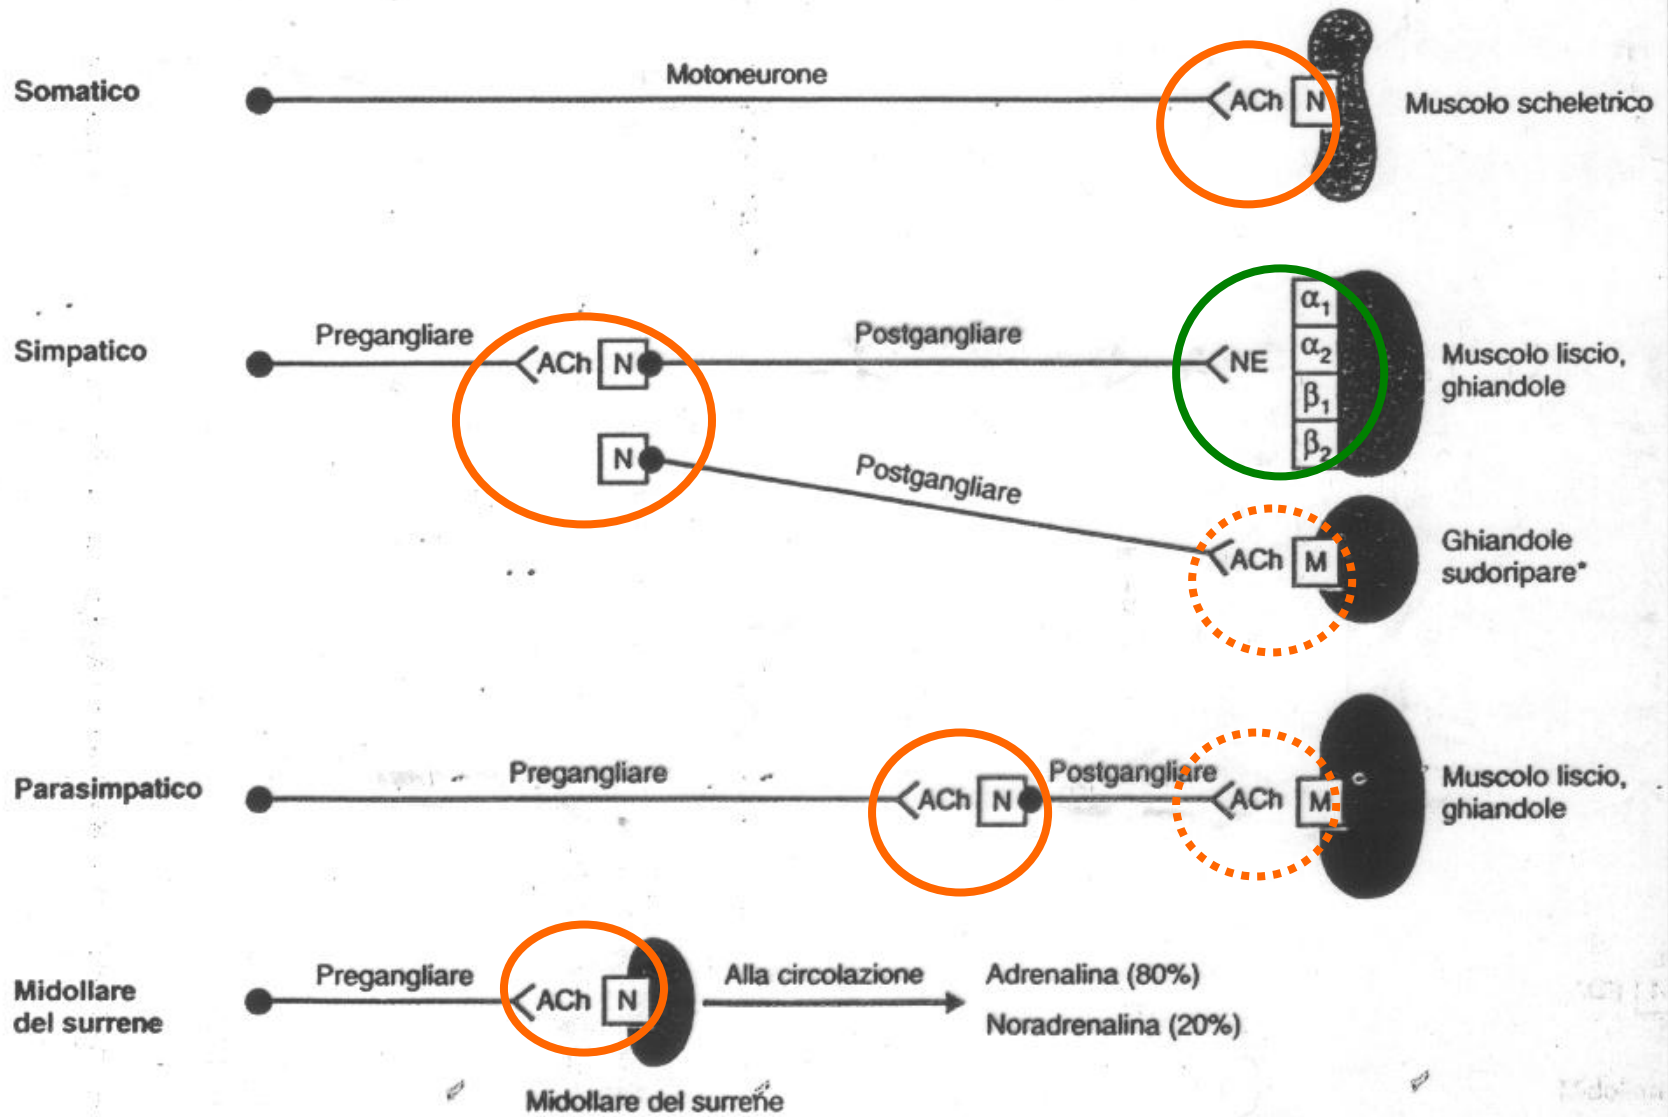 Somatico
Motoneurone
ACh
N
Muscolo scheletrico
Simpatico
Pregangliare
ACh
N
Postgangliare
NE
α1
α2
β1
β2
Muscolo liscio,
ghiandole
N
Postgangliare
ACh
M
Ghiandole
sudoripare*
Parasimpatico
Pregangliare
ACh
N
Postgangliare
ACh
M
Muscolo liscio,
ghiandole
Midollare
del surrene
Pregangliare
ACh
N
Alla circolazione
Adrenalina (80%)
Noradrenalina (20%)
Midollare del surrene